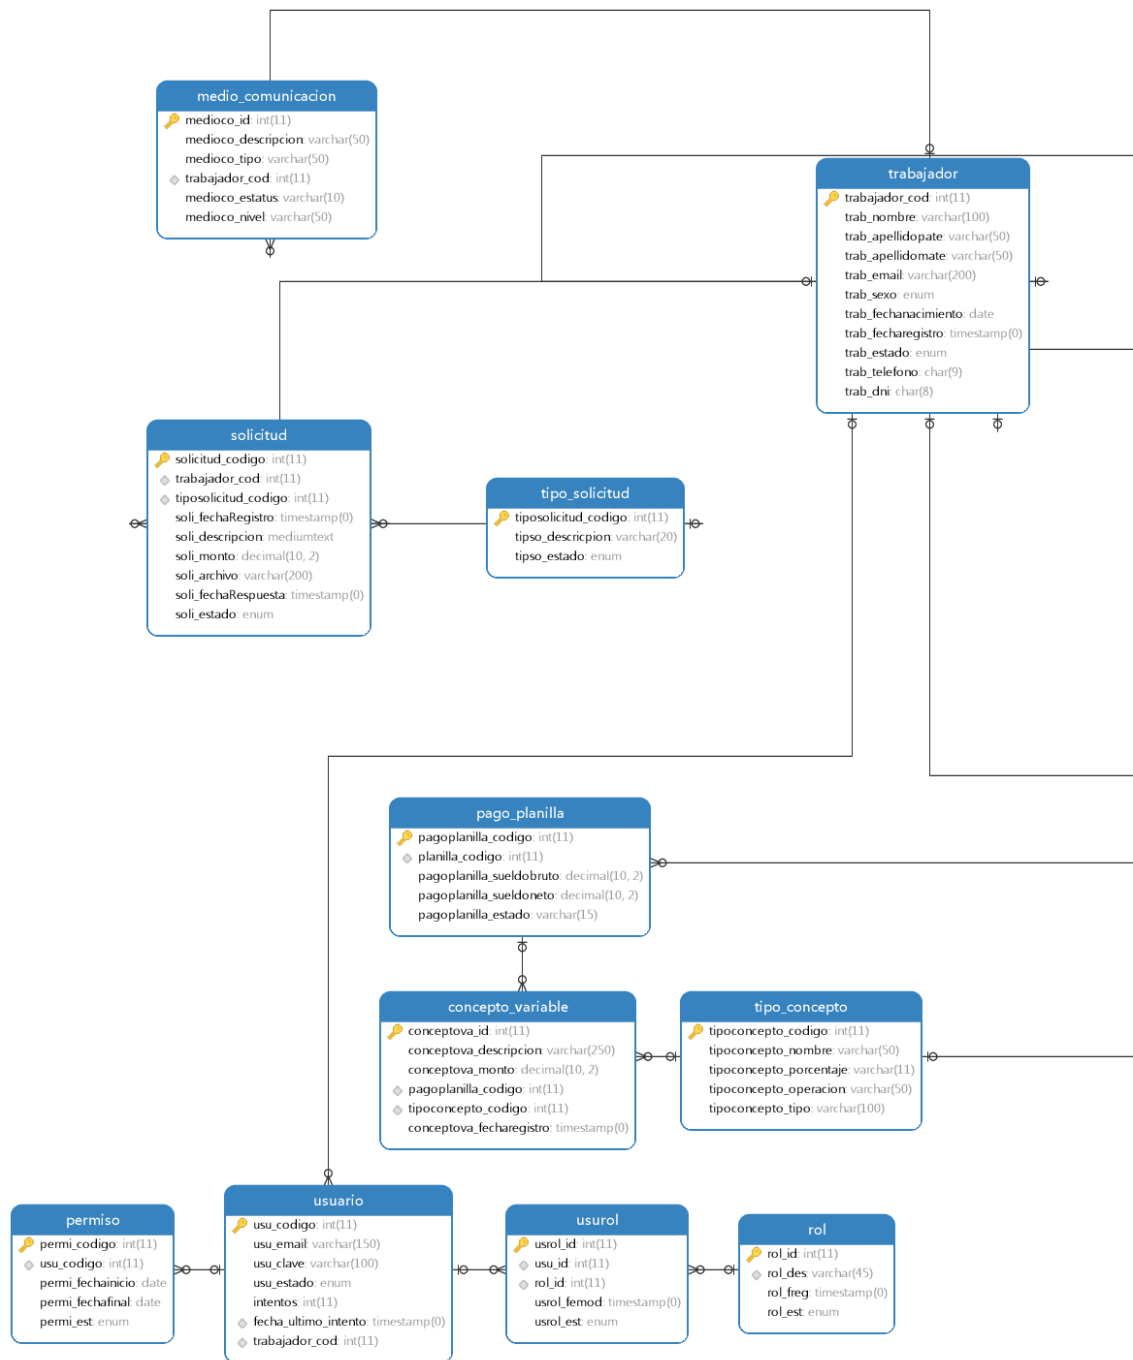 medio_comunicacion
medioco_id: int(11)
medioco_descripcion: varchar(50)
medioco_tipo: varchar(50)
trabajador_cod: int(11)
medioco_estatus: varchar(10)
medioco_nivel: varchar(50)
trabajador
trabajador_cod: int(11)
trab_nombre: varchar(100)
trab_apellidopate: varchar(50)
trab_apellidomate: varchar(50)
trab_email: varchar(200)
trab_sexo: enum
trab_fechanacimiento: date
trab_fecharegistro: timestamp(0)
trab_estado: enum
trab_telefono: char(9)
trab_dni: char(8)
solicitud
solicitud_codigo: int(11)
trabajador_cod: int(11)
tiposolicitud_codigo: int(11)
soli_fechaRegistro: timestamp(0)
soli_descripcion: mediumtext
soli_monto: decimal(10, 2)
soli_archivo: varchar(200)
soli_fechaRespuesta: timestamp(0)
soli_estado: enum
tipo_solicitud
tiposolicitud_codigo: int(11)
tipso_descricpion: varchar(20)
tipso_estado: enum
pago_planilla
pagoplanilla_codigo: int(11)
planilla_codigo: int(11)
pagoplanilla_sueldobruto: decimal(10, 2)
pagoplanilla_sueldoneto: decimal(10, 2)
pagoplanilla_estado: varchar(15)
concepto_variable
conceptova_id: int(11)
conceptova_descripcion: varchar(250)
conceptova_monto: decimal(10, 2)
pagoplanilla_codigo: int(11)
tipoconcepto_codigo: int(11)
conceptova_fecharegistro: timestamp(0)
tipo_concepto
tipoconcepto_codigo: int(11)
tipoconcepto_nombre: varchar(50)
tipoconcepto_porcentaje: varchar(11)
tipoconcepto_operacion: varchar(50)
tipoconcepto_tipo: varchar(100)
permiso
permi_codigo: int(11)
usu_codigo: int(11)
permi_fechainicio: date
permi_fechafinal: date
permi_est: enum
usuario
usu_codigo: int(11)
usu_email: varchar(150)
usu_clave: varchar(100)
usu_estado: enum
intentos: int(11)
fecha_ultimo_intento: timestamp(0)
trabajador_cod: int(11)
usurol
usrol_id: int(11)
usu_id: int(11)
rol_id: int(11)
usrol_femod: timestamp(0)
usrol_est: enum
rol
rol_id: int(11)
rol_des: varchar(45)
rol_freg: timestamp(0)
rol_est: enum